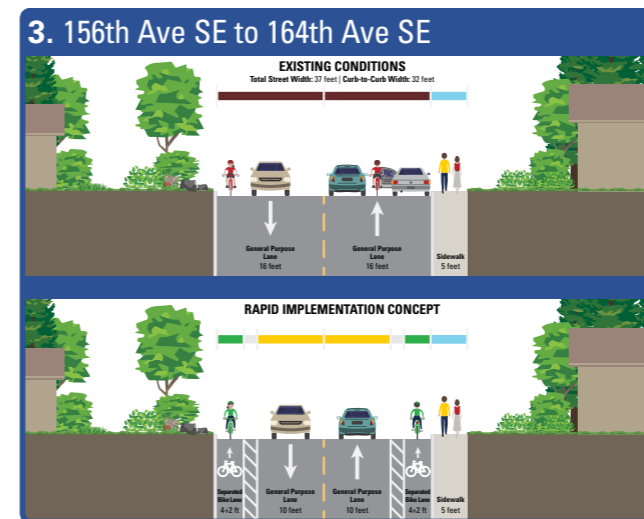 3. 156th Ave SE to 164th Ave SE
EXISTING CONDITIONS
Total Street Width: 37 feet | Curb-to-Curb Width: 32 feet
General Purpose
Lane
16 feet
General Purpose
Lane
16 feet
Sidewalk
5 feet
RAPID IMPLEMENTATION CONCEPT
Separated
Bike Lane
4+2 ft
General Purpose
Lane
10 feet
General Purpose
Lane
10 feet
Separated
Bike Lane
4+2 ft
Sidewalk
5 feet